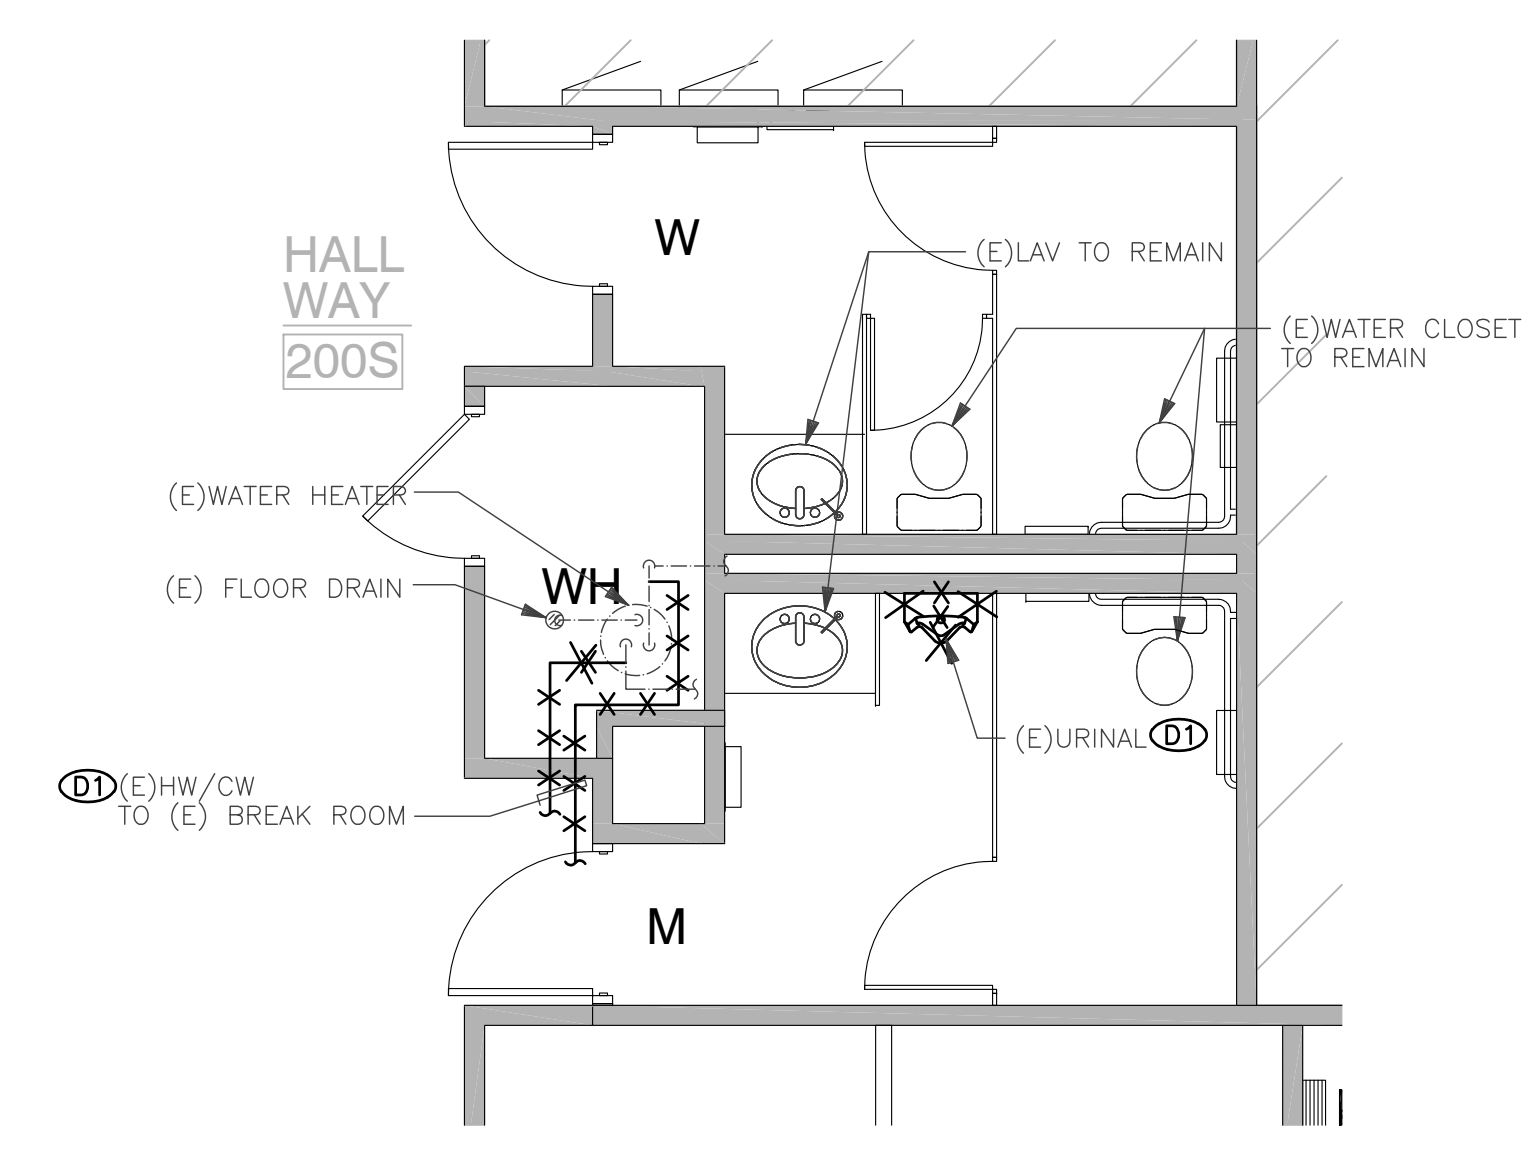 W
(E)LAV TO REMAIN
HALL
WAY
200S
(E)WATER CLOSET
TO REMAIN
(E)WATER HEATER
WH
(E) FLOOR DRAIN
(E)URINAL D1
D1 (E)HW/CW
TO (E) BREAK ROOM
M